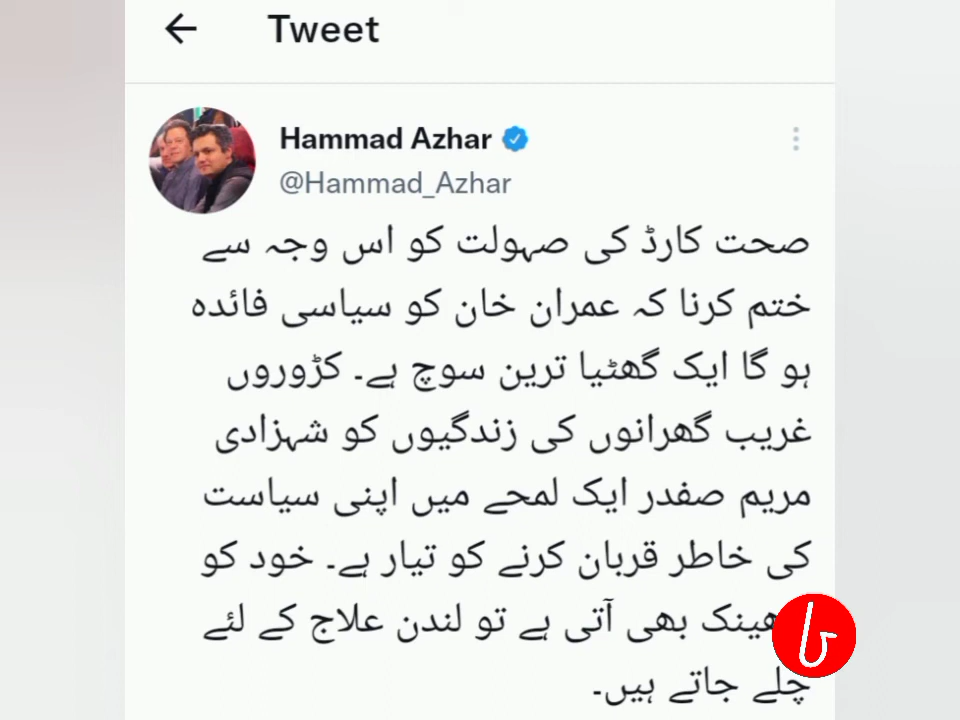 Tweet
Hammad Azhar
@Hammad_Azhar
صحت کارڈ کی صہولت کو اس وجہ سے
ختم کرنا کہ عمران خان کو سیاسی فائدہ
ہو گا ایک گھٹیا ترین سوچ ہے۔ کڑوروں
غریب گھرانوں کی زندگیوں کو شہزادی
مریم صفدر ایک لمحے میں اپنی سیاست
کی خاطر قربان کرنے کو تیار ہے۔ خود کو
بھی آتی ہے تو لندن علاج کے لئے
چلے جاتے ہیں۔